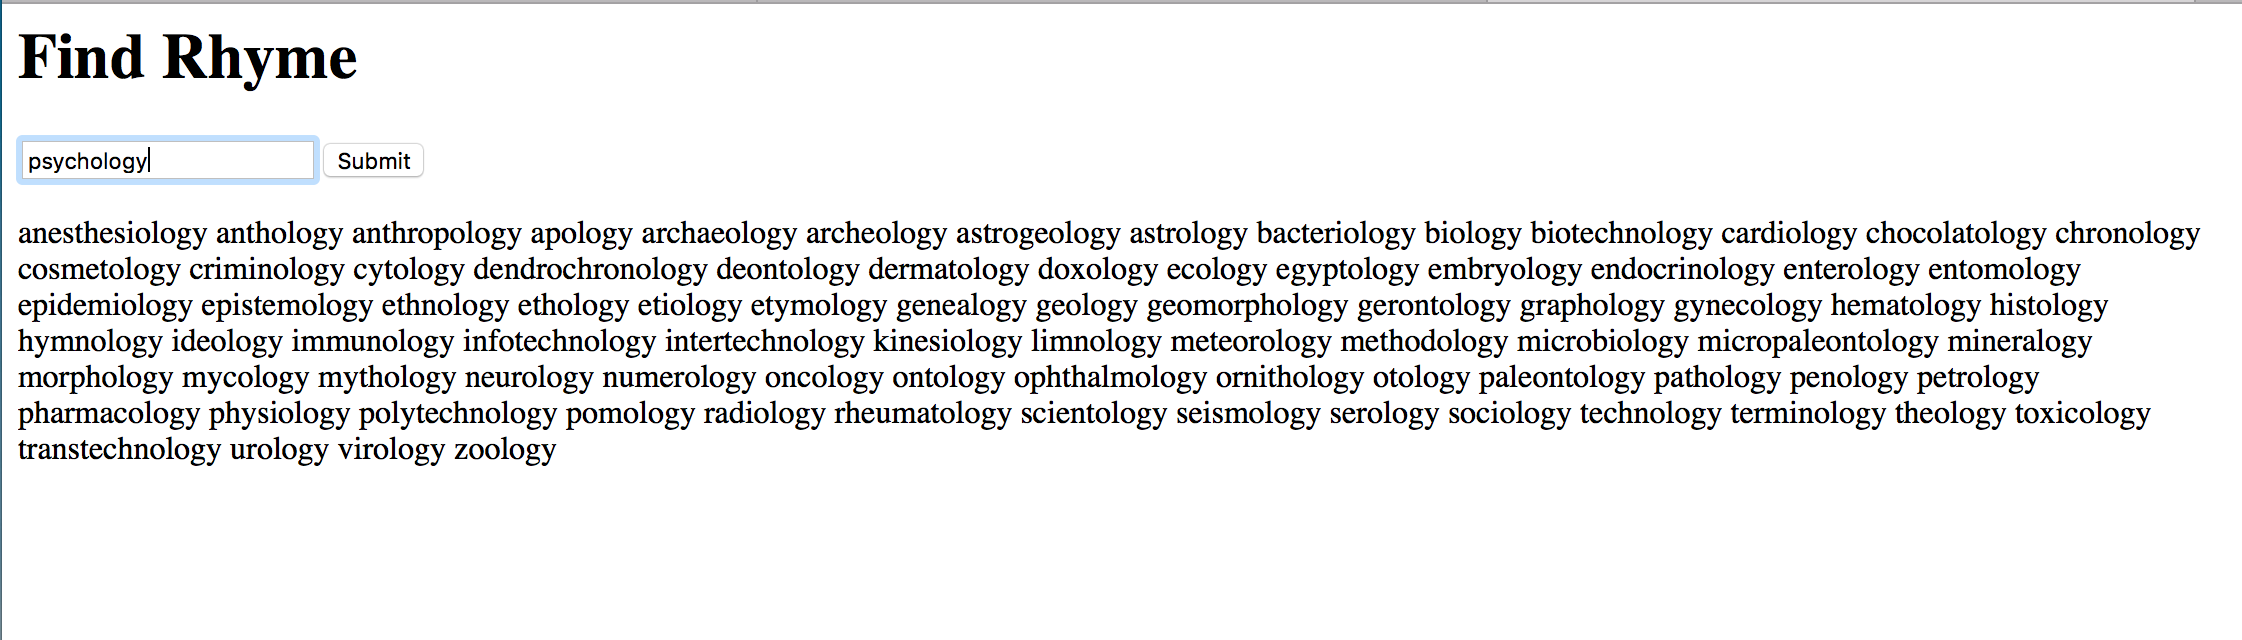 Find Rhyme
psychology Submit
anesthesiology anthology anthropology apology archaeology archeology astrogeology astrology bacteriology biology biotechnology cardiology chocolatology chronology
cosmetology criminology cytology dendrochronology deontology dermatology doxology ecology egyptology embryology endocrinology enterology entomology
epidemiology epistemology ethnology ethology etiology etymology genealogy geology geomorphology gerontology graphology gynecology hematology histology
hymnology ideology immunology infotechnology intertechnology kinesiology limnology meteorology methodology microbiology micropaleontology mineralogy
morphology mycology mythology neurology numerology oncology ontology ophthalmology ornithology otology paleontology pathology penology petrology
pharmacology physiology polytechnology pomology radiology rheumatology scientology seismology serology sociology technology terminology theology toxicology
transtechnology urology virology zoology